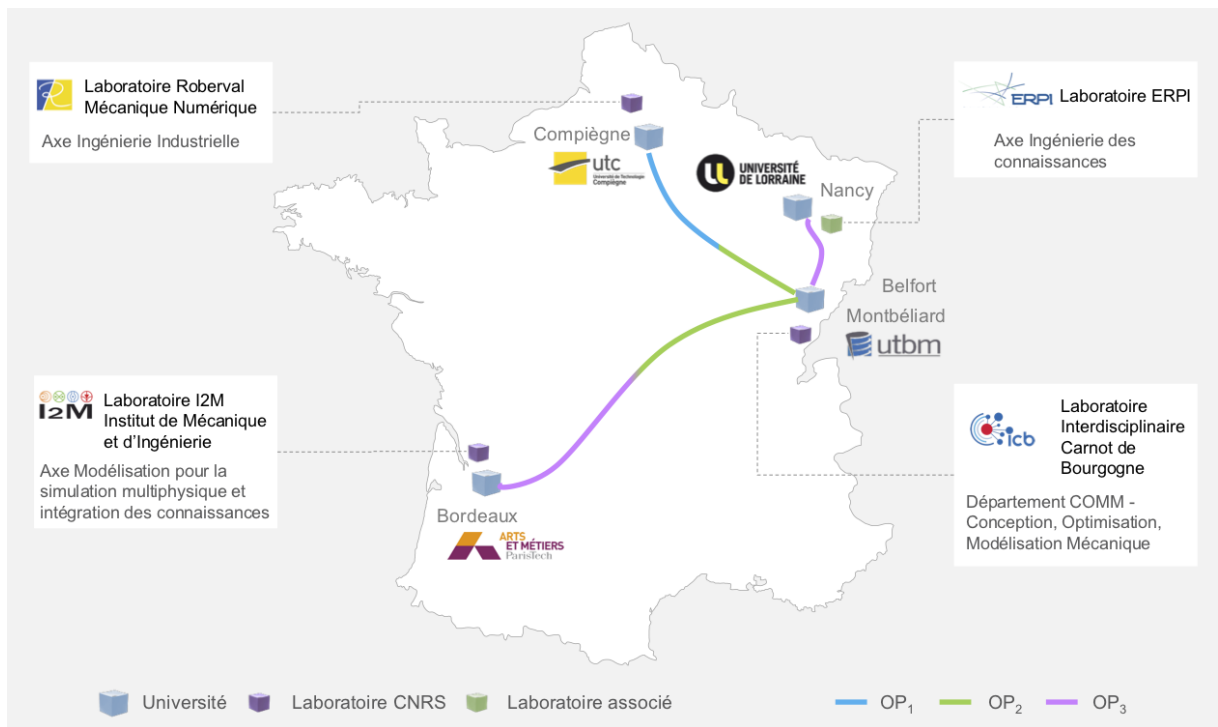 Laboratoire Roberval
Mécanique Numérique
Axe Ingénierie Industrielle
Compiègne
utc
Université de Technologie
Compiègne
UNIVERSITÉ
DE LORRAINE
Nancy
ERPI
Laboratoire ERPI
Axe Ingénierie des
connaissances
Belfort
Montbéliard
utbm
I2M
Laboratoire I2M
Institut de Mécanique
et d'Ingénierie
Axe Modélisation pour la
simulation multiphysique et
intégration des connaissances
Bordeaux
ARTS
ET MÉTIERS
ParisTech
icb
Laboratoire
Interdisciplinaire
Carnot de
Bourgogne
Département COMM -
Conception, Optimisation,
Modélisation Mécanique
Université
Laboratoire CNRS
Laboratoire associé
OP₁
OP₂
OP₃